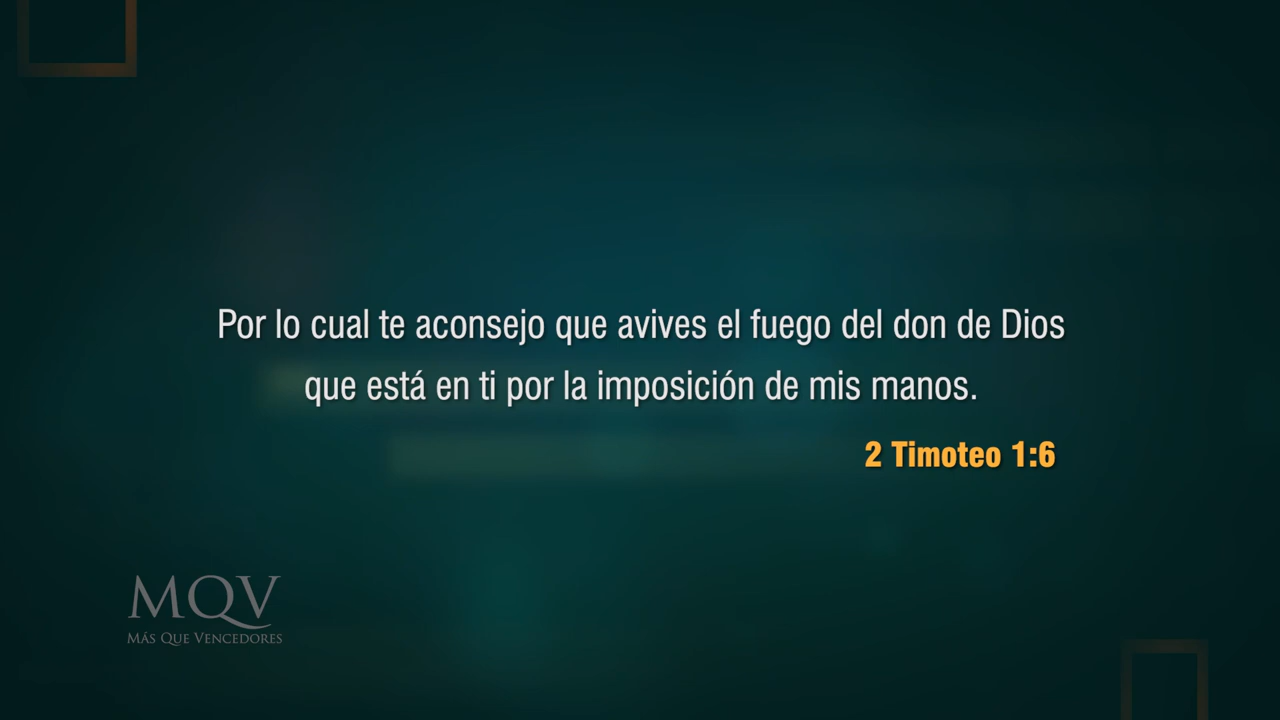 Por lo cual te aconsejo que avives el fuego del don de Dios
que está en ti por la imposición de mis manos.
2 Timoteo 1:6
MQV
Más Que Vencedores